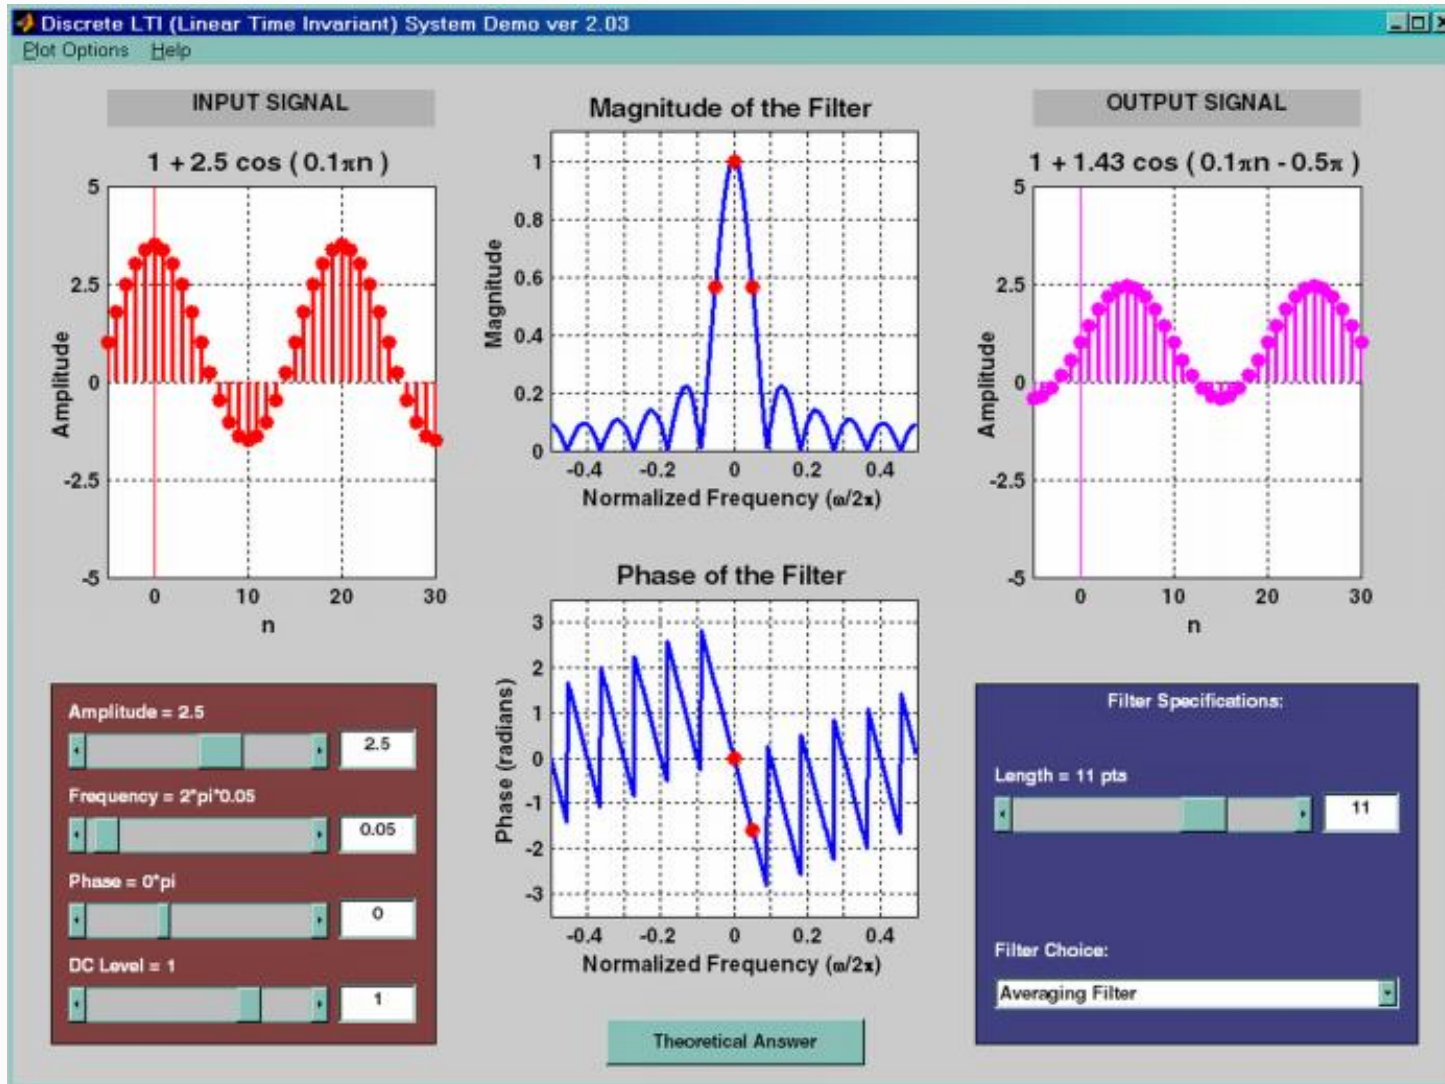 Discrete LTI (Linear Time Invariant) System Demo ver 2.03
Plot Options Help
INPUT SIGNAL
1 + 2.5 cos ( 0.1πn )
5
2.5
0
-2.5
-5
Amplitude
0 10 20 30
n
Magnitude of the Filter
1
0.8
0.6
0.4
0.2
0
Magnitude
-0.4 -0.2 0 0.2 0.4
Normalized Frequency (ω/2π)
OUTPUT SIGNAL
1 + 1.43 cos ( 0.1πn - 0.5π )
5
2.5
0
-2.5
-5
Amplitude
0 10 20 30
n
Phase of the Filter
3
2
1
0
-1
-2
-3
Phase (radians)
-0.4 -0.2 0 0.2 0.4
Normalized Frequency (ω/2π)
Amplitude = 2.5
2.5
Frequency = 2*pi*0.05
0.05
Phase = 0*pi
0
DC Level = 1
1
Theoretical Answer
Filter Specifications:
Length = 11 pts
11
Filter Choice:
Averaging Filter